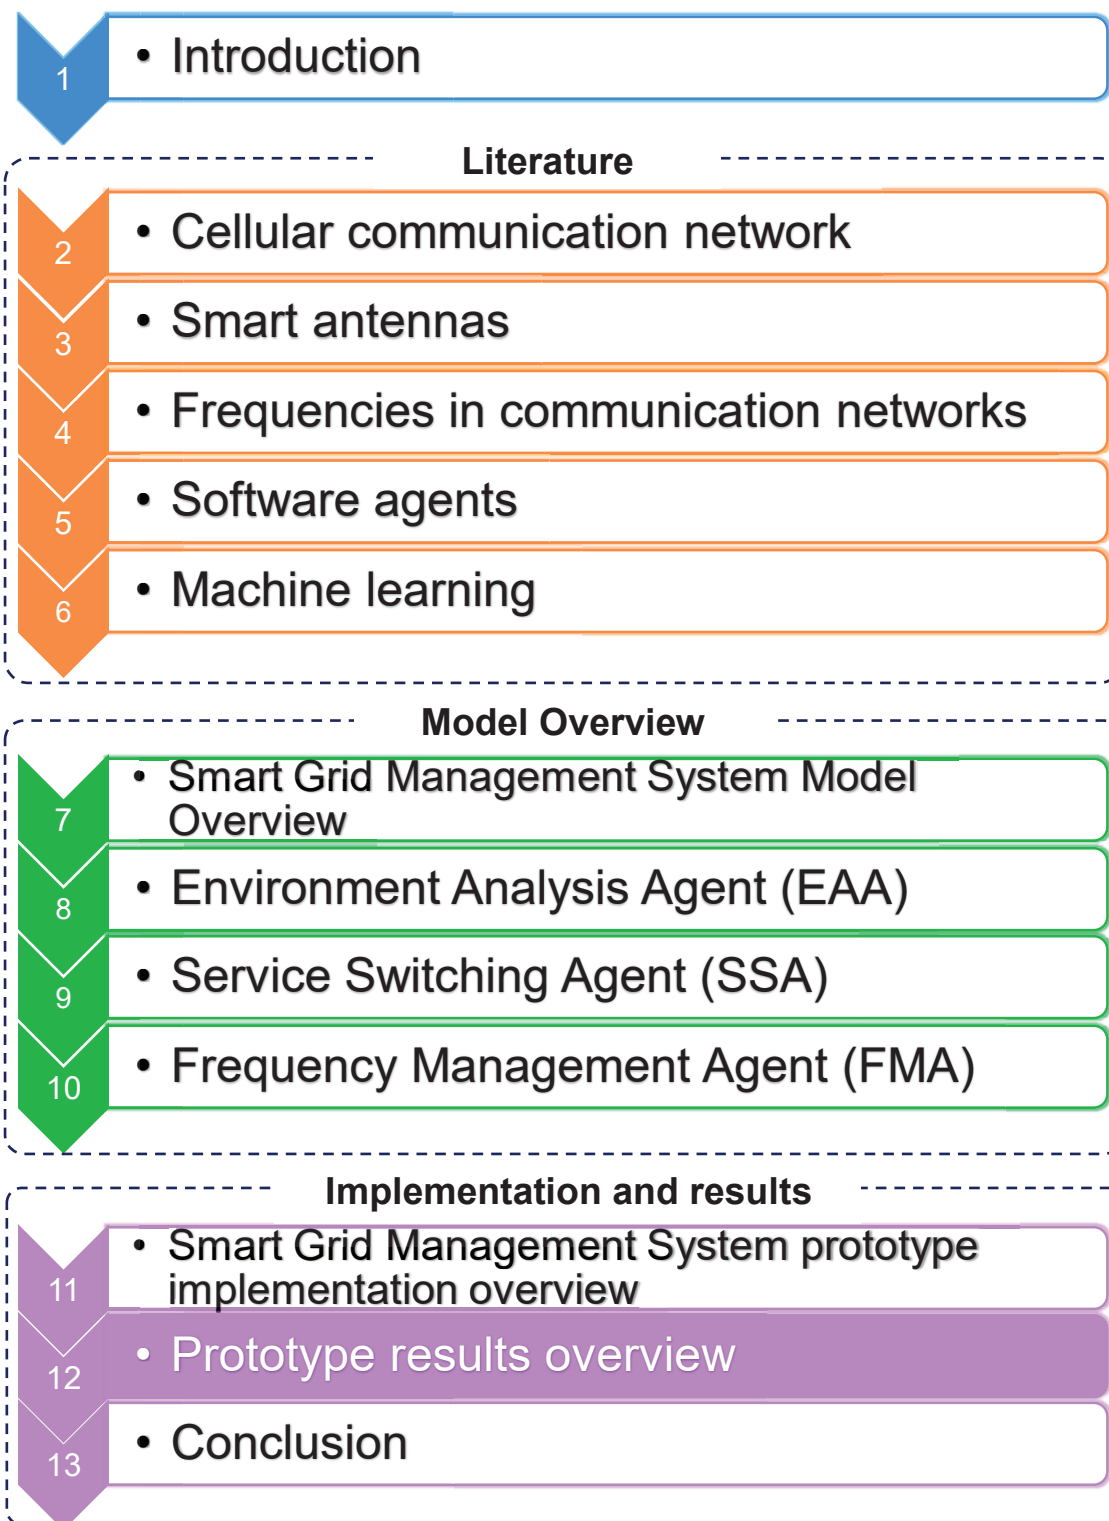 1
• Introduction
Literature
2
• Cellular communication network
3
• Smart antennas
4
• Frequencies in communication networks
5
• Software agents
6
• Machine learning
Model Overview
7
• Smart Grid Management System Model
Overview
8
• Environment Analysis Agent (EAA)
9
• Service Switching Agent (SSA)
10
• Frequency Management Agent (FMA)
Implementation and results
11
• Smart Grid Management System prototype
implementation overview
12
• Prototype results overview
13
• Conclusion